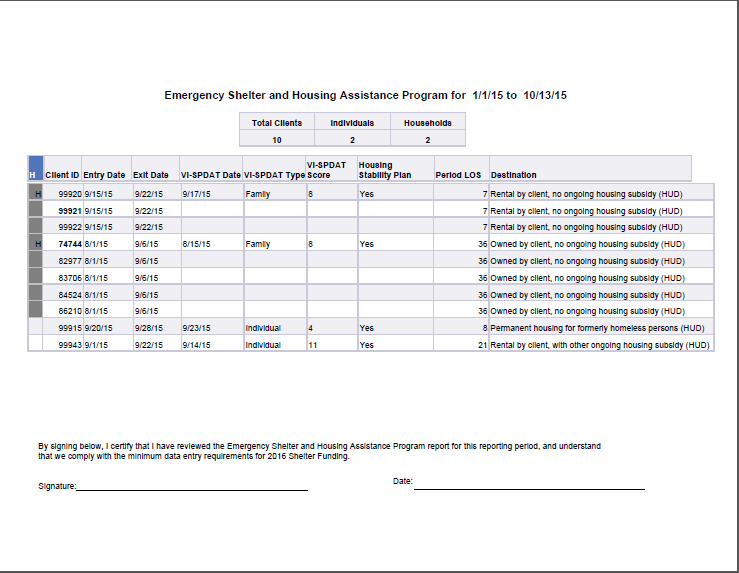 Emergency Shelter and Housing Assistance Program for 1/1/15 to 10/13/15
Total Clients Individuals Households
10 2 2
H Client ID Entry Date Exit Date VI-SPDAT Date VI-SPDAT Type VI-SPDAT Score Housing Stability Plan Period LOS Destination
H 99920 9/15/15 9/22/15 9/17/15 Family 8 Yes 7 Rental by client, no ongoing housing subsidy (HUD)
99921 9/15/15 9/22/15 7 Rental by client, no ongoing housing subsidy (HUD)
99922 9/15/15 9/22/15 7 Rental by client, no ongoing housing subsidy (HUD)
H 74744 8/1/15 9/6/15 8/15/15 Family 8 Yes 36 Owned by client, no ongoing housing subsidy (HUD)
82977 8/1/15 9/6/15 36 Owned by client, no ongoing housing subsidy (HUD)
83706 8/1/15 9/6/15 36 Owned by client, no ongoing housing subsidy (HUD)
84524 8/1/15 9/6/15 36 Owned by client, no ongoing housing subsidy (HUD)
86210 8/1/15 9/6/15 36 Owned by client, no ongoing housing subsidy (HUD)
99915 9/20/15 9/28/15 9/23/15 Individual 4 Yes 8 Permanent housing for formerly homeless persons (HUD)
99943 9/1/15 9/22/15 9/14/15 Individual 11 Yes 21 Rental by client, with other ongoing housing subsidy (HUD)
By signing below, I certify that I have reviewed the Emergency Shelter and Housing Assistance Program report for this reporting period, and understand
that we comply with the minimum data entry requirements for 2016 Shelter Funding.
Signature: Date: